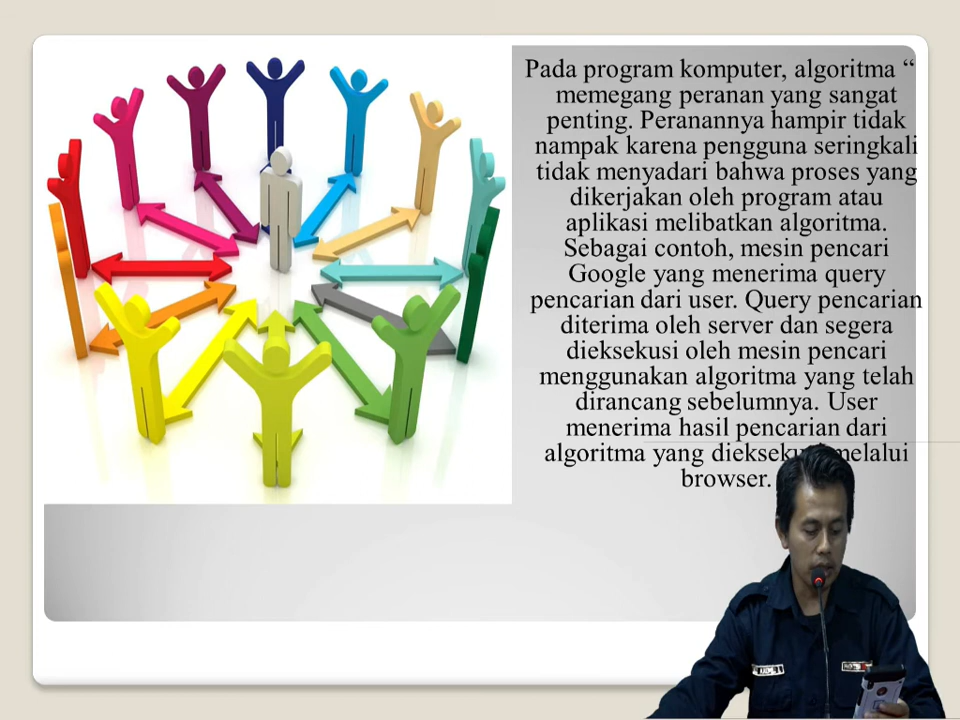 Pada program komputer, algoritma “
memegang peranan yang sangat
penting. Peranannya hampir tidak
nampak karena pengguna seringkali
tidak menyadari bahwa proses yang
dikerjakan oleh program atau
aplikasi melibatkan algoritma.
Sebagai contoh, mesin pencari
Google yang menerima query
pencarian dari user. Query pencarian
diterima oleh server dan segera
dieksekusi oleh mesin pencari
menggunakan algoritma yang telah
dirancang sebelumnya. User
menerima hasil pencarian dari
algoritma yang melalui
browser.